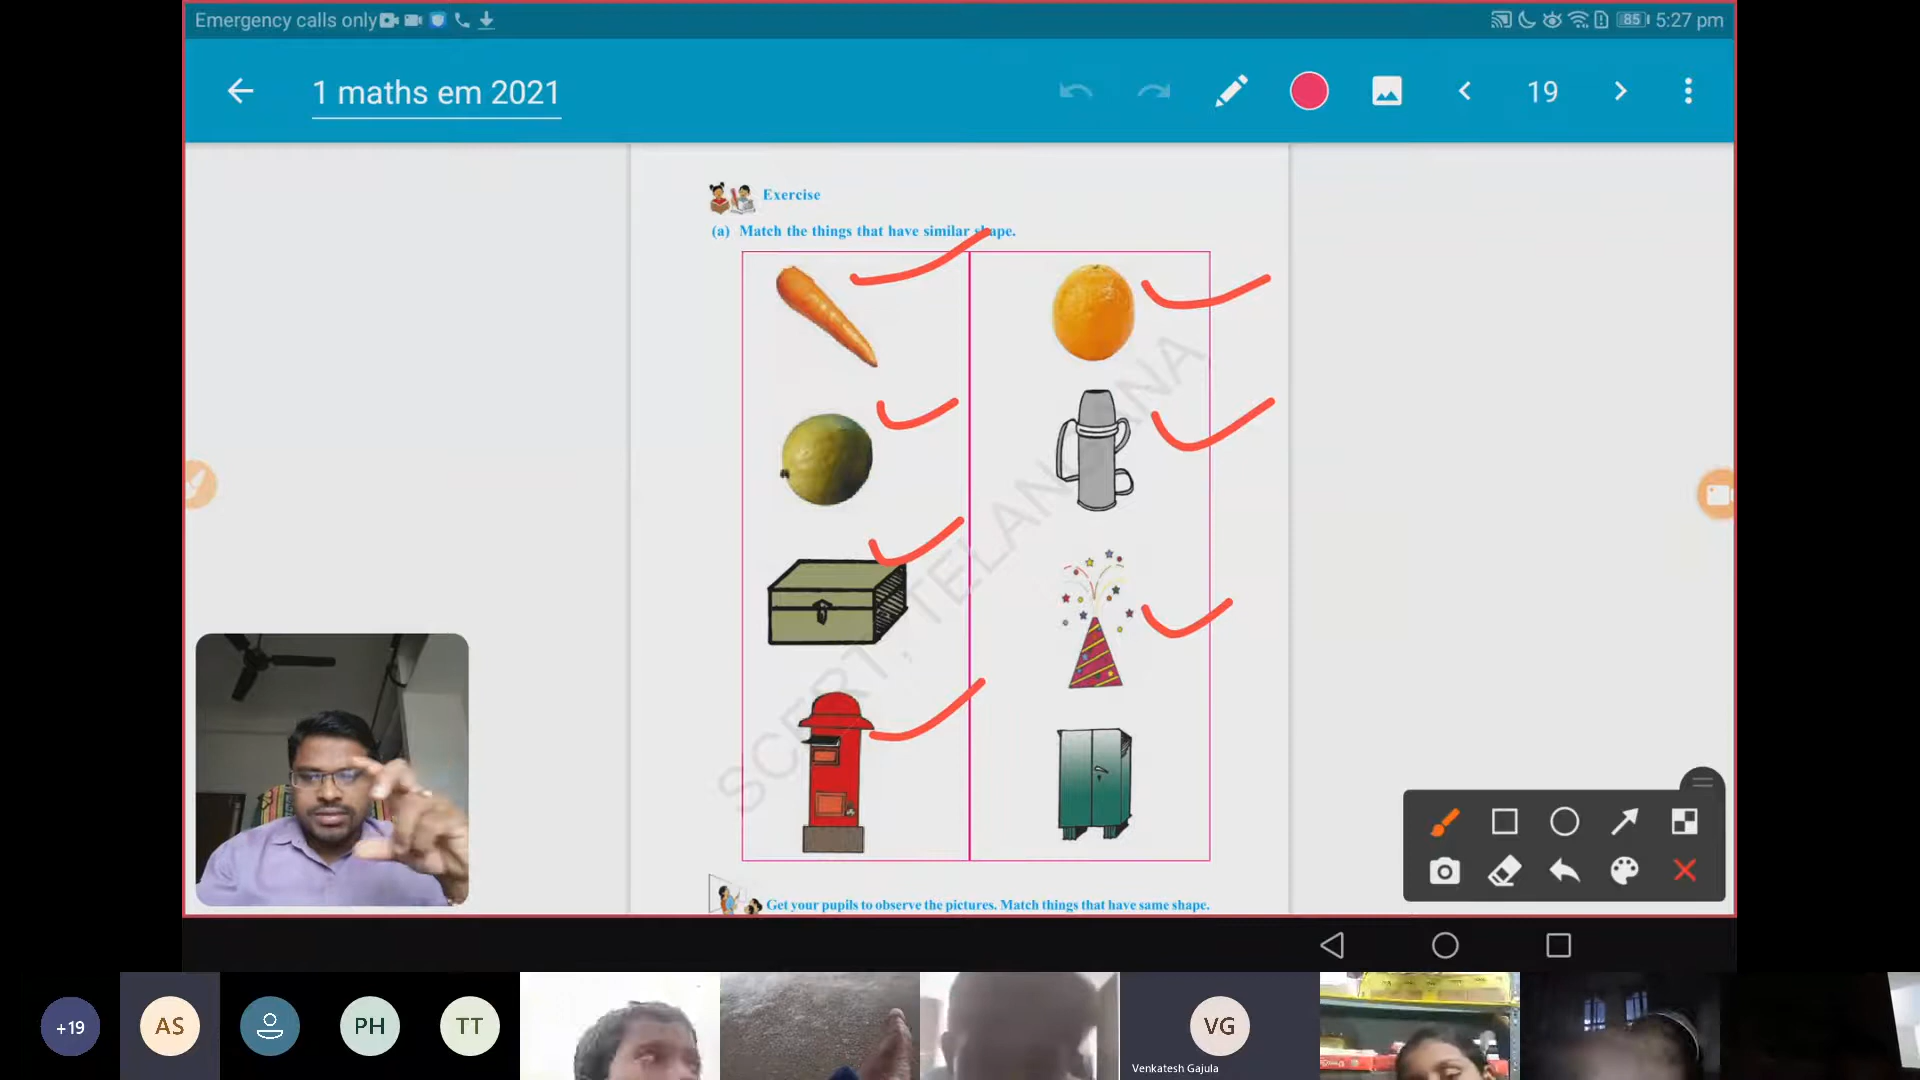 Emergency calls only
85 5:27 pm
1 maths em 2021
19
Exercise
(a) Match the things that have similar shape.
SCERT, TELANGANA
Get your pupils to observe the pictures. Match things that have same shape.
+19
AS
PH
TT
VG
Venkatesh Gajula